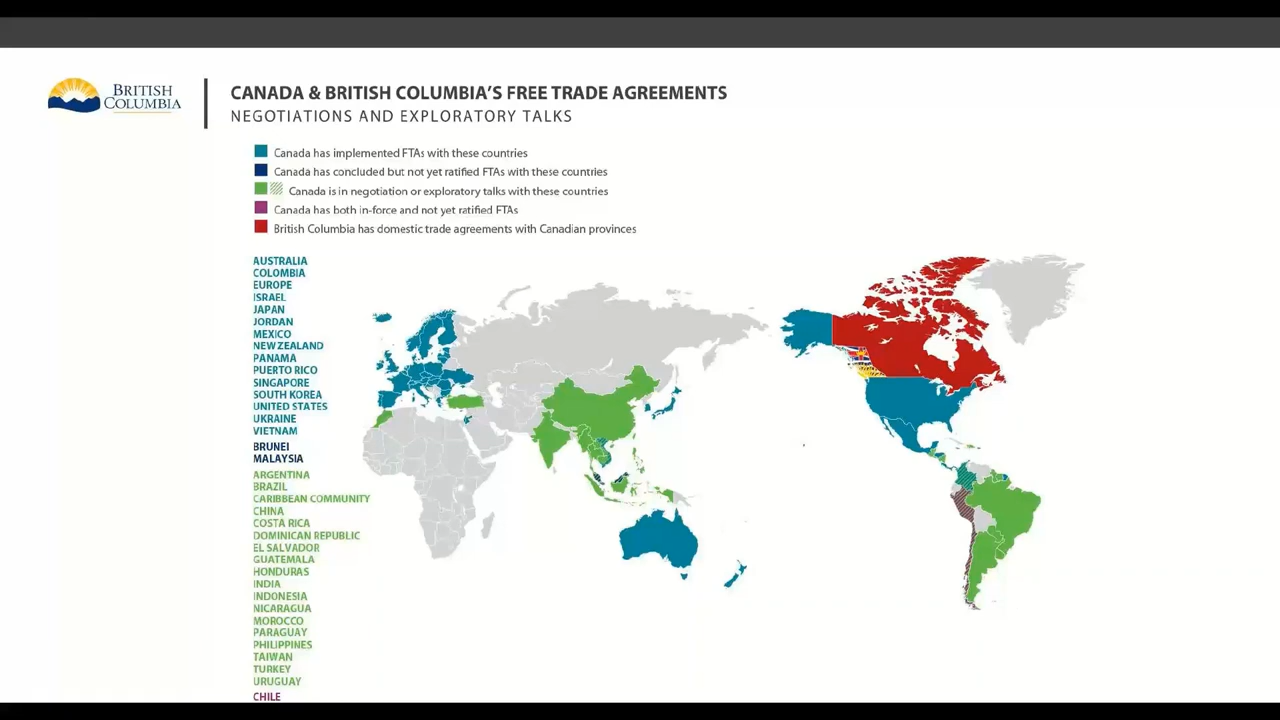 BRITISH
COLUMBIA
CANADA & BRITISH COLUMBIA'S FREE TRADE AGREEMENTS
NEGOTIATIONS AND EXPLORATORY TALKS
Canada has implemented FTAs with these countries
Canada has concluded but not yet ratified FTAs with these countries
Canada is in negotiation or exploratory talks with these countries
Canada has both in-force and not yet ratified FTAs
British Columbia has domestic trade agreements with Canadian provinces
AUSTRALIA
COLOMBIA
EUROPE
ISRAEL
JAPAN
JORDAN
MEXICO
NEW ZEALAND
PANAMA
PUERTO RICO
SINGAPORE
SOUTH KOREA
UNITED STATES
UKRAINE
VIETNAM
BRUNEI
MALAYSIA
ARGENTINA
BRAZIL
CARIBBEAN COMMUNITY
CHINA
COSTA RICA
DOMINICAN REPUBLIC
EL SALVADOR
GUATEMALA
HONDURAS
INDIA
INDONESIA
NICARAGUA
MOROCCO
PARAGUAY
PHILIPPINES
TAIWAN
TURKEY
URUGUAY
CHILE